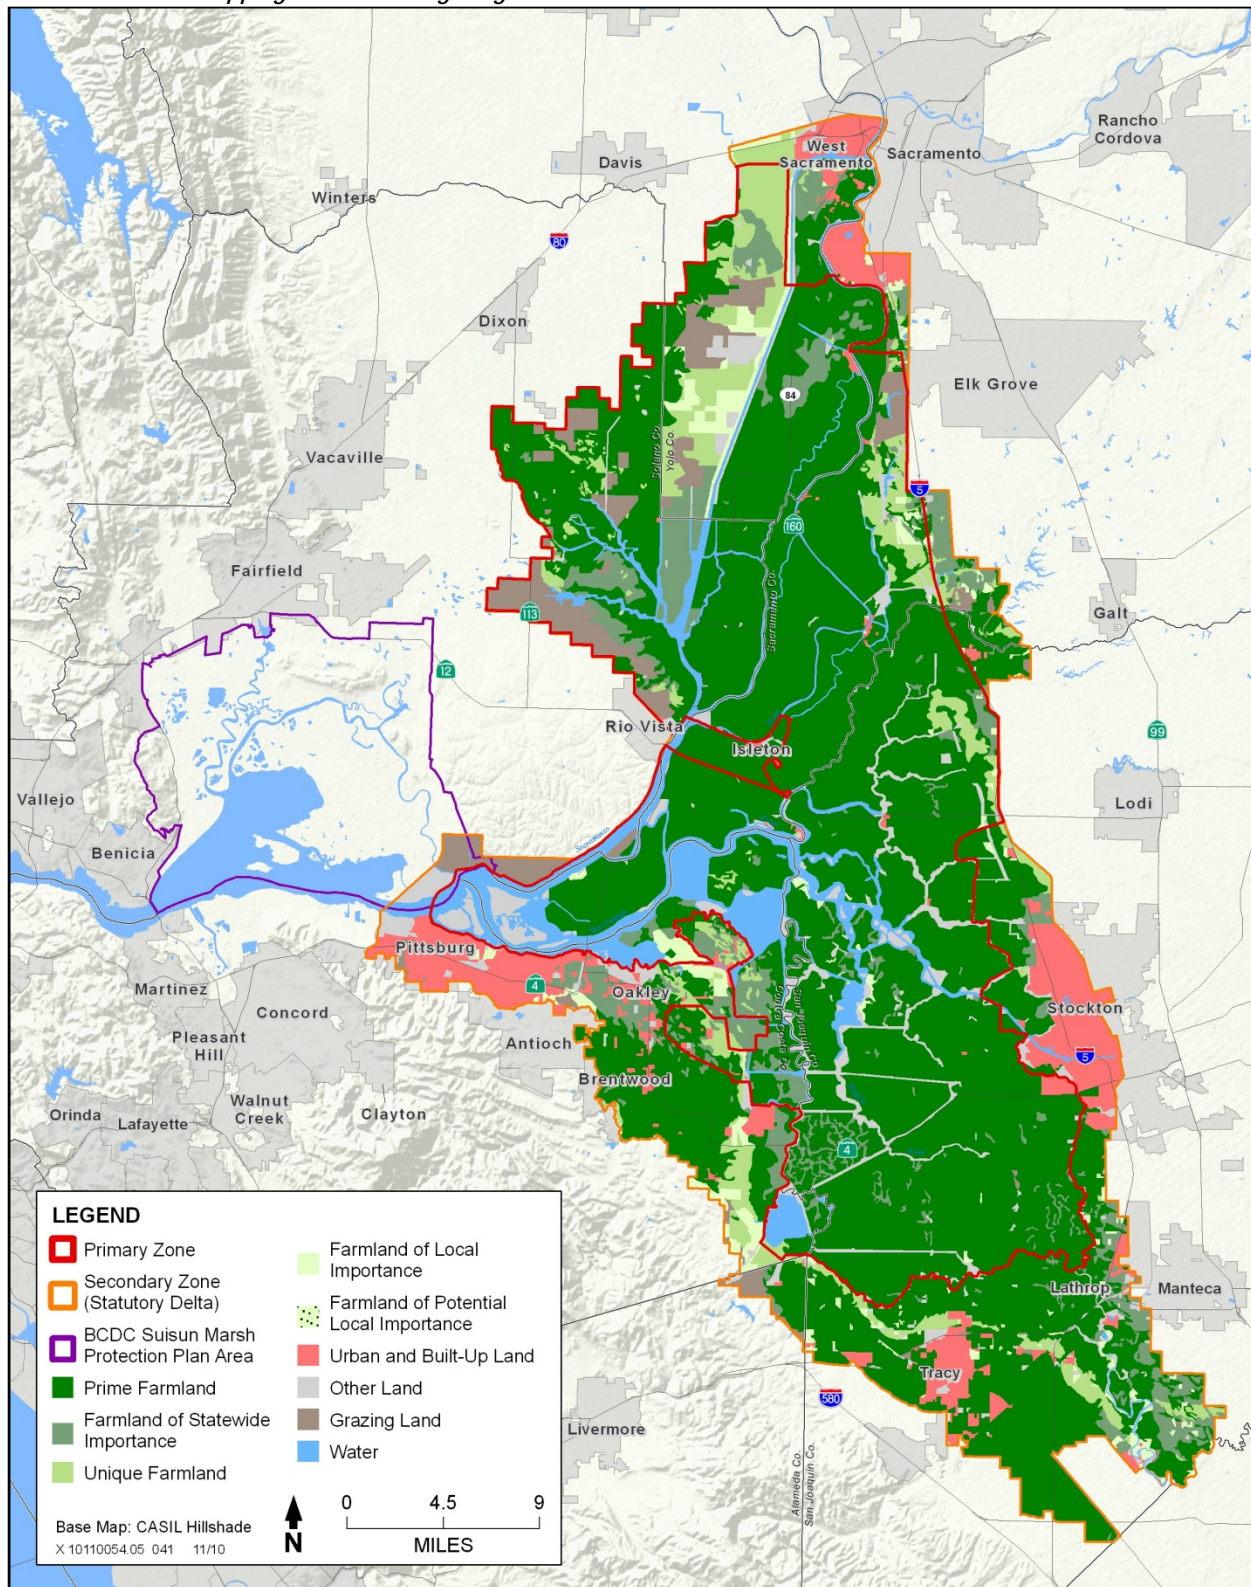 Rancho
Cordova
West
Sacramento
Sacramento
Davis
Winters
80
Dixon
Elk Grove
84
Solano Co.
Yolo Co.
Vacaville
5
160
Fairfield
113
Sacramento Co.
Galt
12
Rio Vista
Isleton
99
Vallejo
Lodi
Benicia
Sacramento
Pittsburg
4
Oakley
Martinez
Concord
Contra Costa Co.
San Joaquin Co.
Stockton
Pleasant
Hill
Antioch
5
Brentwood
Orinda
Lafayette
Walnut
Creek
Clayton
4
Lathrop
Manteca
Tracy
580
Livermore
Alameda Co.
San Joaquin Co.
LEGEND
Primary Zone
Secondary Zone
(Statutory Delta)
BCDC Suisun Marsh
Protection Plan Area
Prime Farmland
Farmland of Statewide
Importance
Unique Farmland
Farmland of Local
Importance
Farmland of Potential
Local Importance
Urban and Built-Up Land
Other Land
Grazing Land
Water
Base Map: CASIL Hillshade
X 10110054.05 041 11/10
N
0 4.5 9
MILES